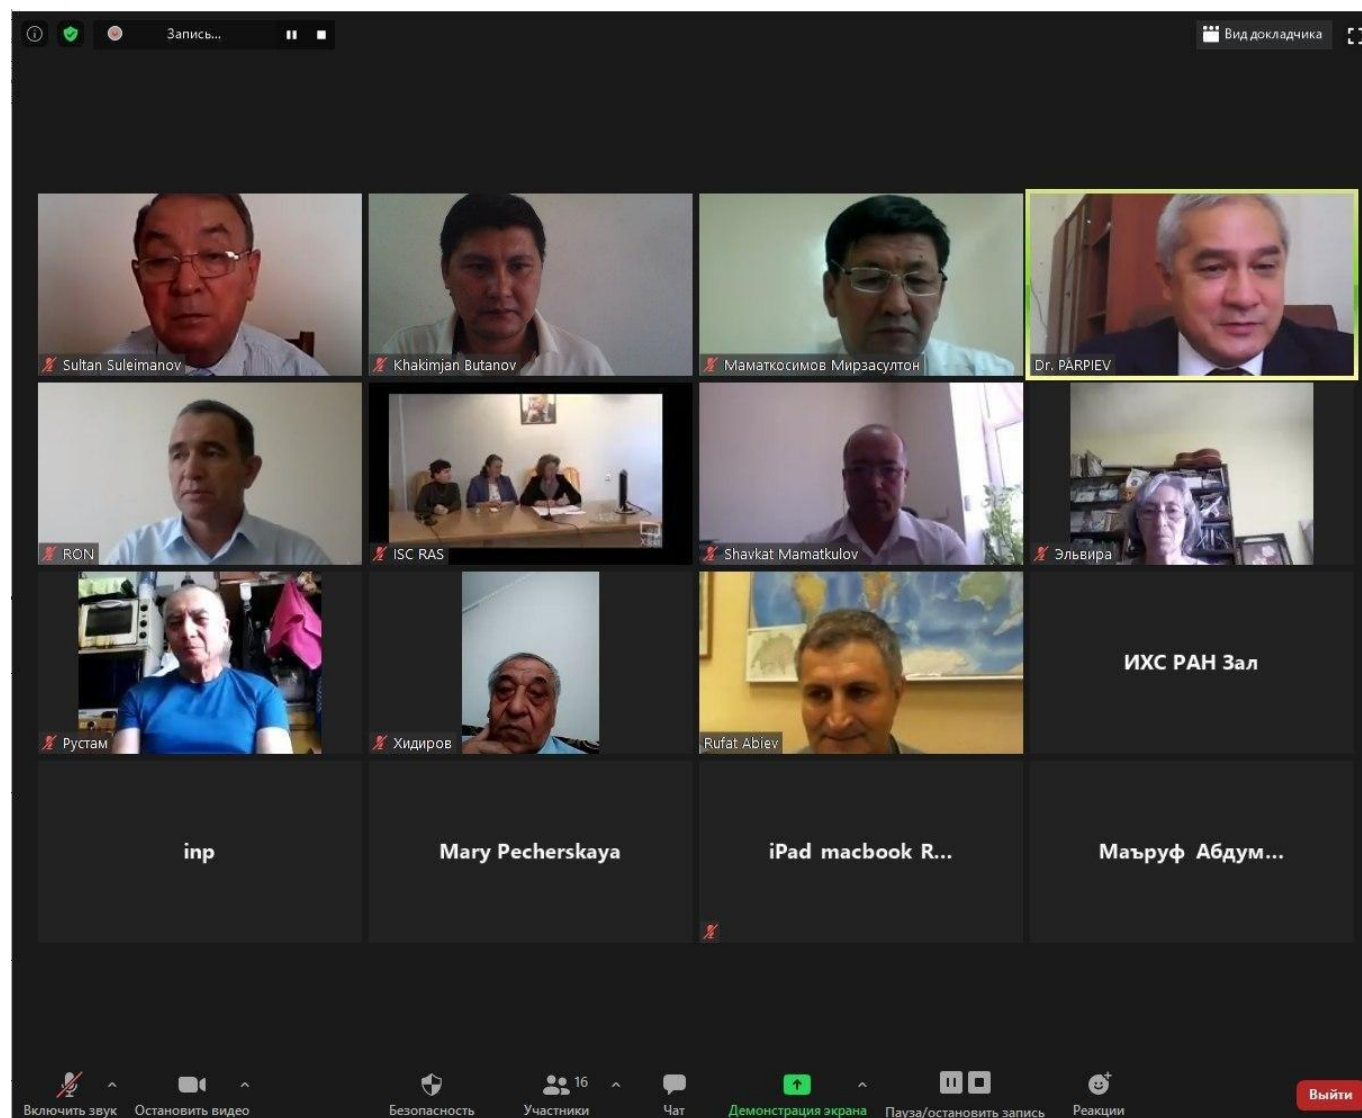 Запись...
Вид докладчика
Sultan Suleimanov
Khakimjan Butanov
Маматкосимов Мирзасултон
Dr. PARPIEV
RON
ISC RAS
Shavkat Mamatkulov
Эльвира
Рустам
Хидиров
Rufat Abiev
ИХС РАН Зал
inp
Mary Pecherskaya
iPad macbook R...
Маъруф Абдум...
16
Включить звук
Остановить видео
Безопасность
Участники
Чат
Демонстрация экрана
Пауза/остановить запись
Реакции
Выйти